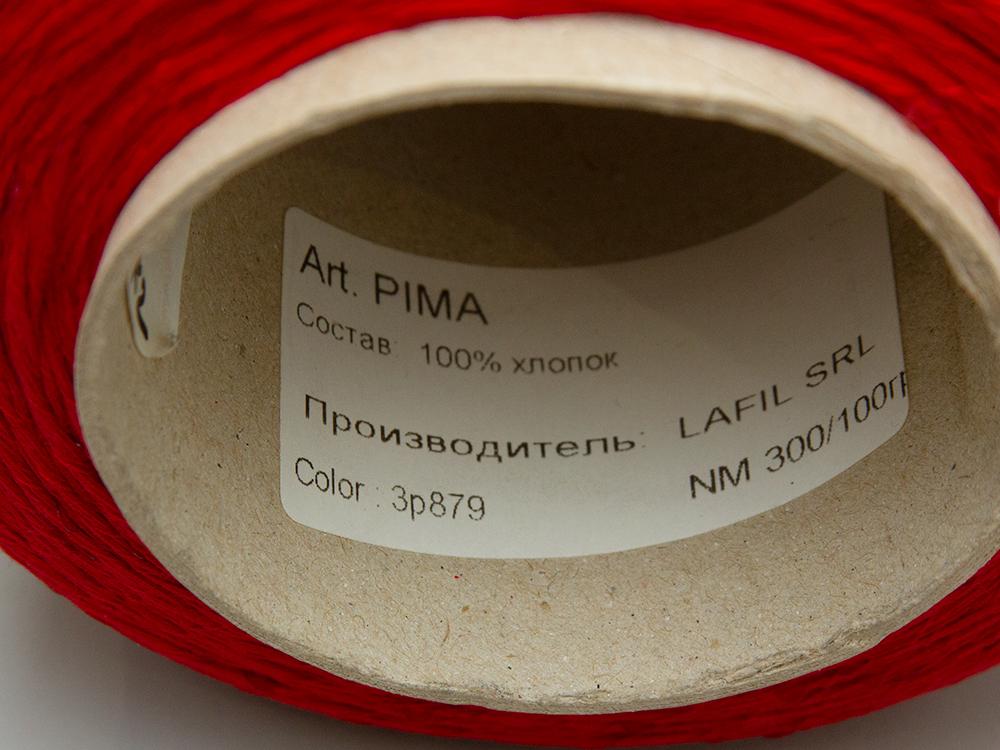 Art. PIMA
Состав: 100% хлопок
Производитель: LAFIL SRL
Color : 3p879 NM 300/100гр